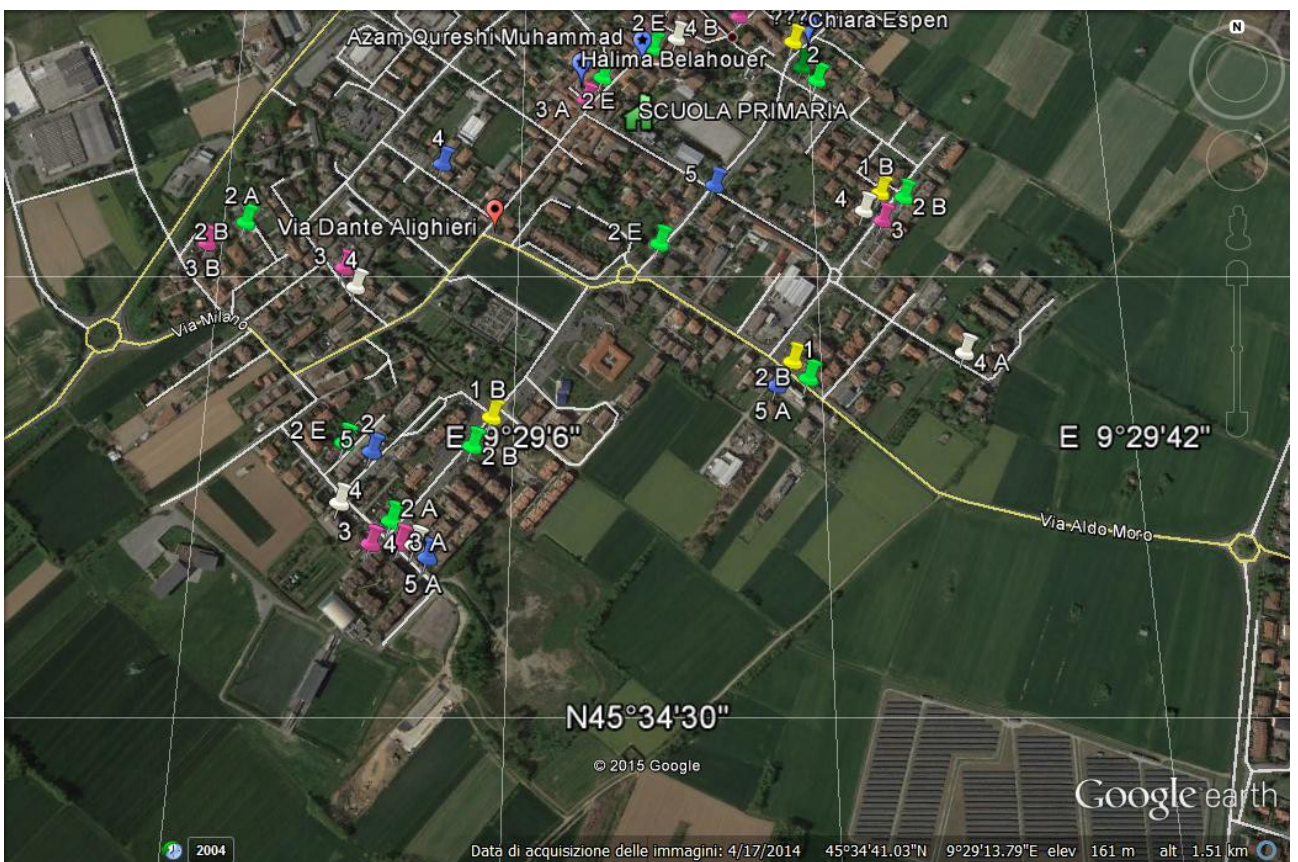 ???Chiara Espen
2 E
4 B
Azam Qureshi Muhammad
2
Halima Belahouer
3 A
2 E
SCUOLA PRIMARIA
4
5
1 B
2 A
4
2 B
Via Dante Alighieri
2 B
2 E
3
3 B
3
4
Via Milano
1
4 A
2 B
5 A
1 B
2 E
5
2
E 9°29'6"
E 9°29'42"
2 B
4
2 A
3
4
3 A
Via Aldo Moro
5 A
N45°34'30"
© 2015 Google
Google earth
2004
Data di acquisizione delle immagini: 4/17/2014 45°34'41.03"N 9°29'13.79"E elev 161 m alt 1.51 km
N